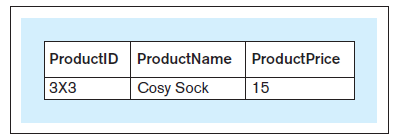 ProductID ProductName ProductPrice
3X3 Cosy Sock 15